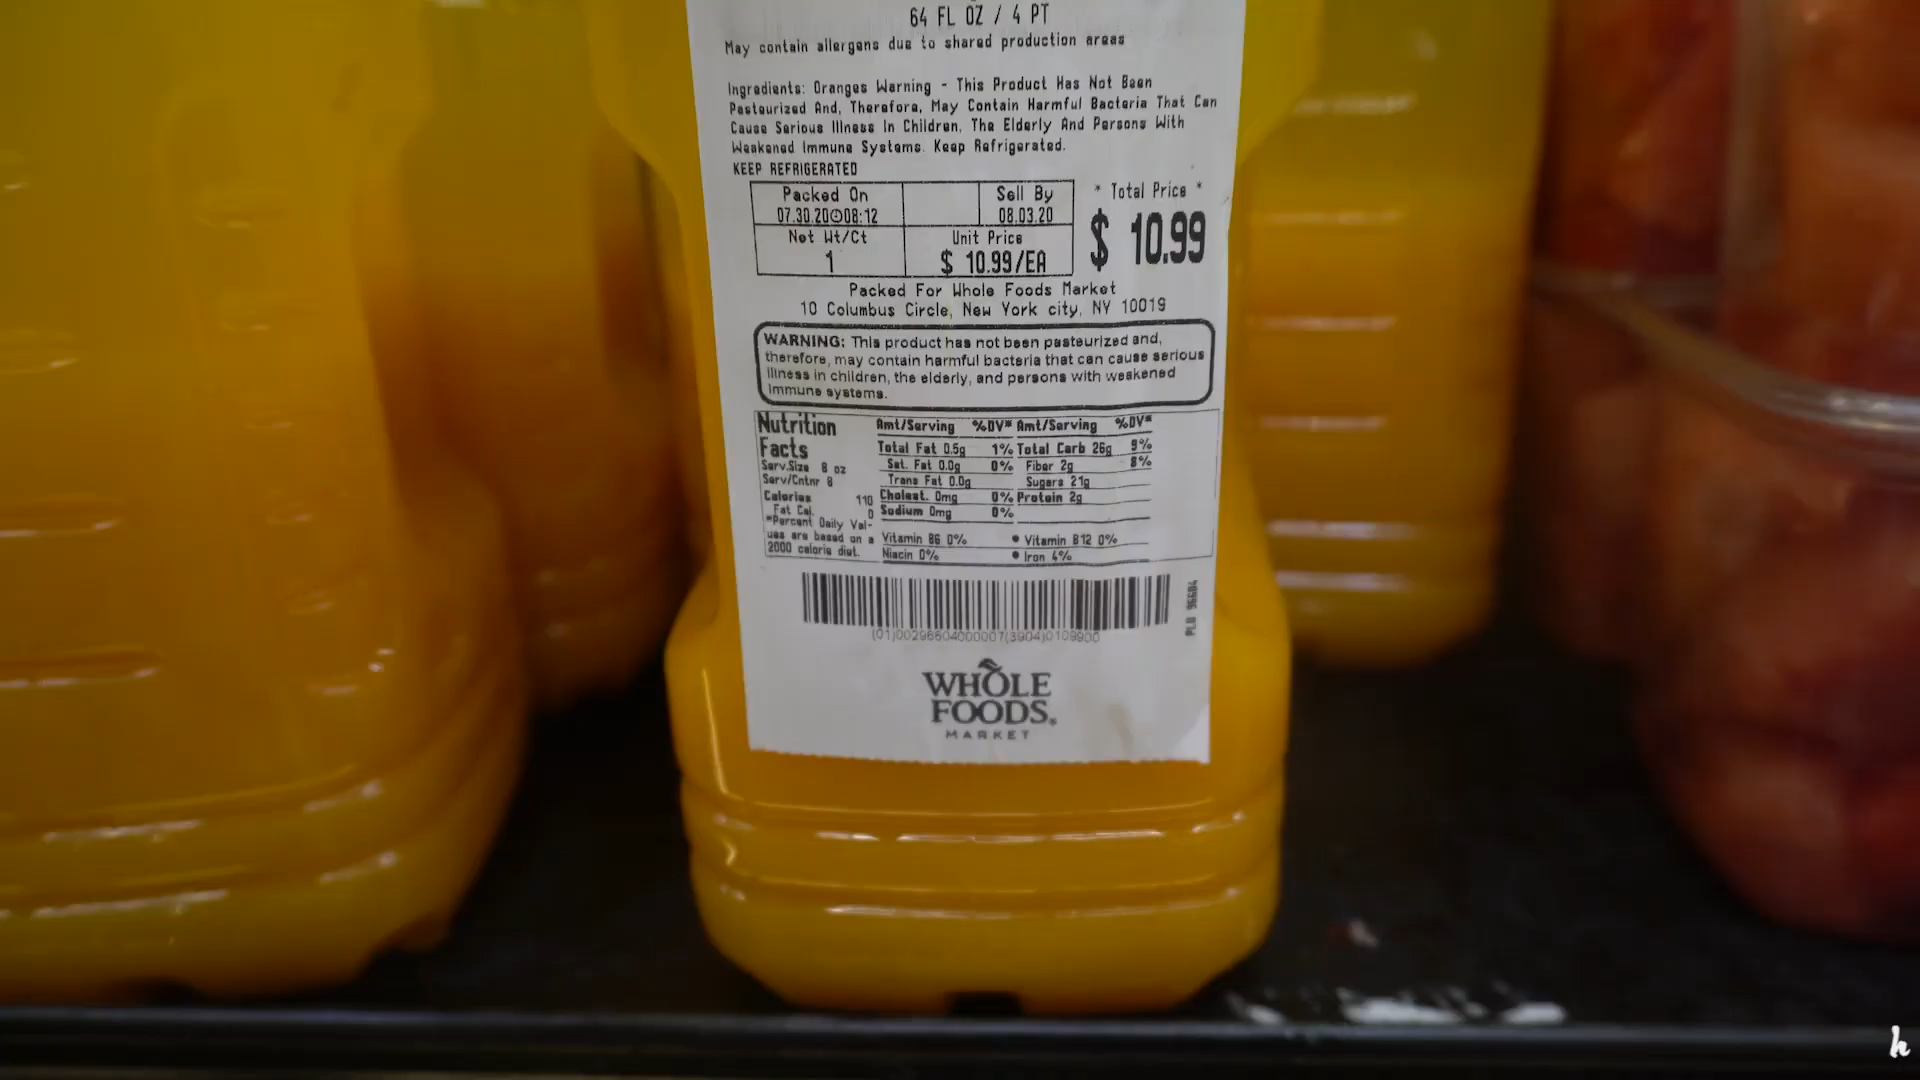 64 FL OZ / 4 PT
May contain allergens due to shared production areas
Ingredients: Oranges Warning - This Product Has Not Been
Pasteurized And, Therefore, May Contain Harmful Bacteria That Can
Cause Serious Illness In Children, The Elderly And Persons With
Weakened Immune Systems. Keep Refrigerated.
KEEP REFRIGERATED
Packed On
07.30.20 08:12
Sell By
08.03.20
* Total Price *
$ 10.99
Net Wt/Ct
1
Unit Price
$ 10.99/EA
Packed For Whole Foods Market
10 Columbus Circle, New York city, NY 10019
WARNING: This product has not been pasteurized and,
therefore, may contain harmful bacteria that can cause serious
illness in children, the elderly, and persons with weakened
immune systems.
Nutrition
Facts
Serv.Size 8 oz
Serv/Cntnr 8
Calories 110
Fat Cal. 0
*Percent Daily Val-
ues are based on a
2000 calorie diet.
Amt/Serving %DV*
Total Fat 0.5g 1%
Sat. Fat 0.0g 0%
Trans Fat 0.0g
Cholest. 0mg 0%
Sodium 0mg 0%
Amt/Serving %DV*
Total Carb 26g 9%
Fiber 2g 8%
Sugars 21g
Protein 2g
Vitamin B6 0% • Vitamin B12 0%
Niacin 0% • Iron 4%
(01)00296604000007(3904)0109900
PLU 96604
WHOLE
FOODS®
MARKET
h